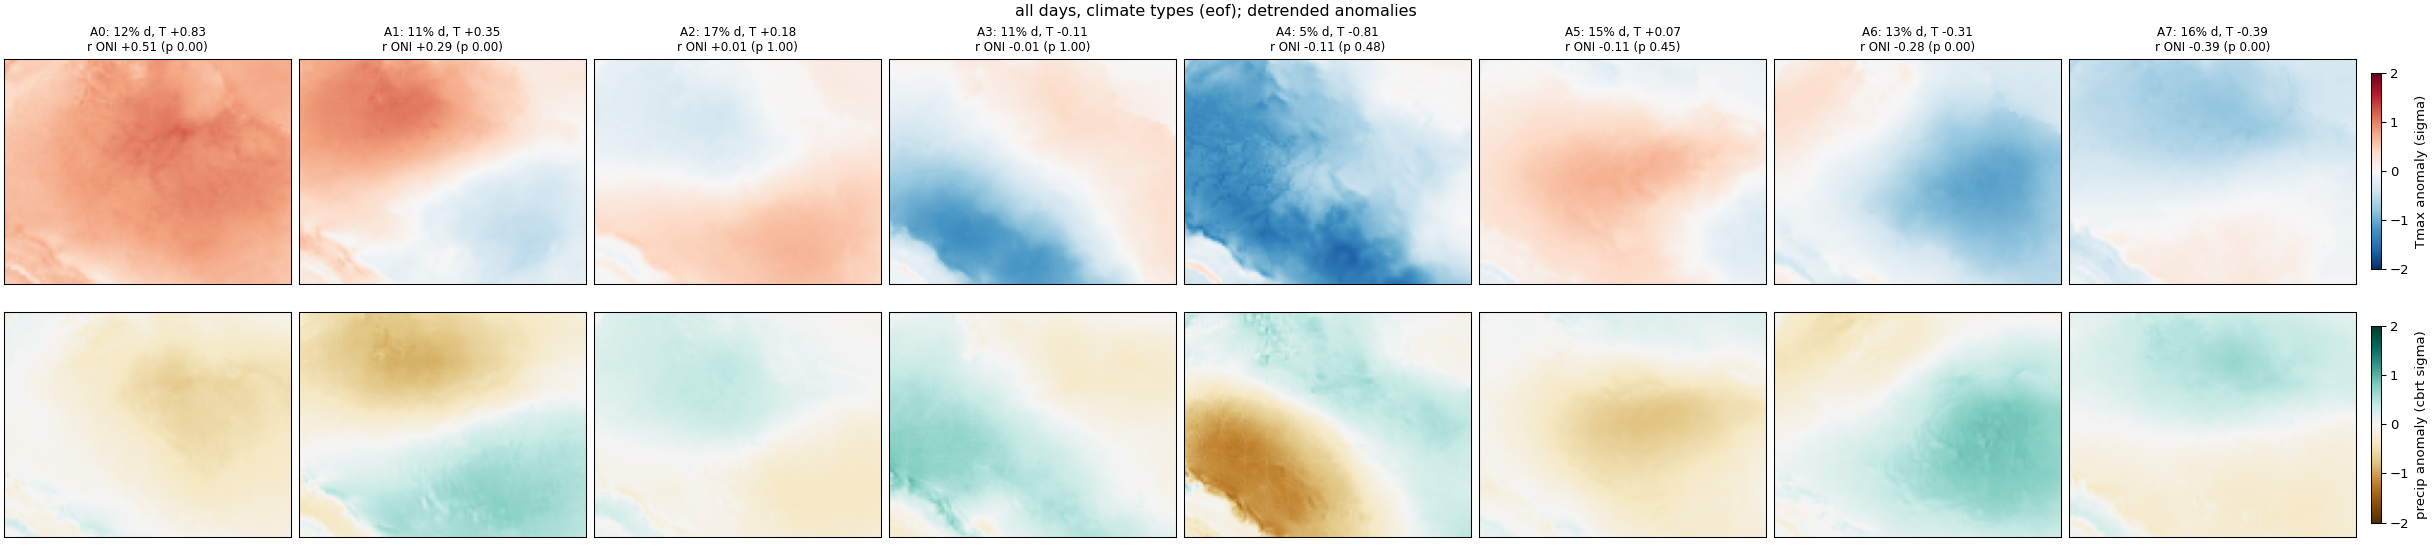 all days, climate types (eof); detrended anomalies
A0: 12% d, T +0.83
r ONI +0.51 (p 0.00)
A1: 11% d, T +0.35
r ONI +0.29 (p 0.00)
A2: 17% d, T +0.18
r ONI +0.01 (p 1.00)
A3: 11% d, T -0.11
r ONI -0.01 (p 1.00)
A4: 5% d, T -0.81
r ONI -0.11 (p 0.48)
A5: 15% d, T +0.07
r ONI -0.11 (p 0.45)
A6: 13% d, T -0.31
r ONI -0.28 (p 0.00)
A7: 16% d, T -0.39
r ONI -0.39 (p 0.00)
2
1
0
−1
−2
Tmax anomaly (sigma)
2
1
0
−1
−2
precip anomaly (cbrt sigma)